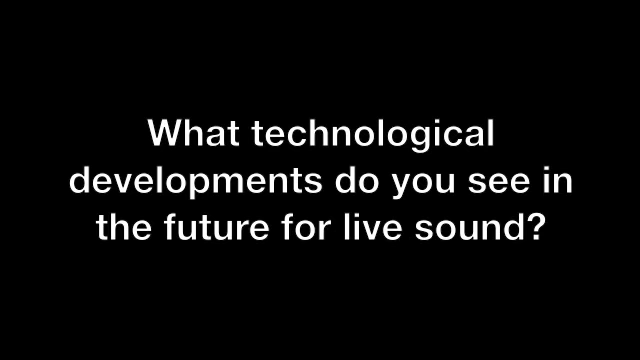 What technological
developments do you see in
the future for live sound?